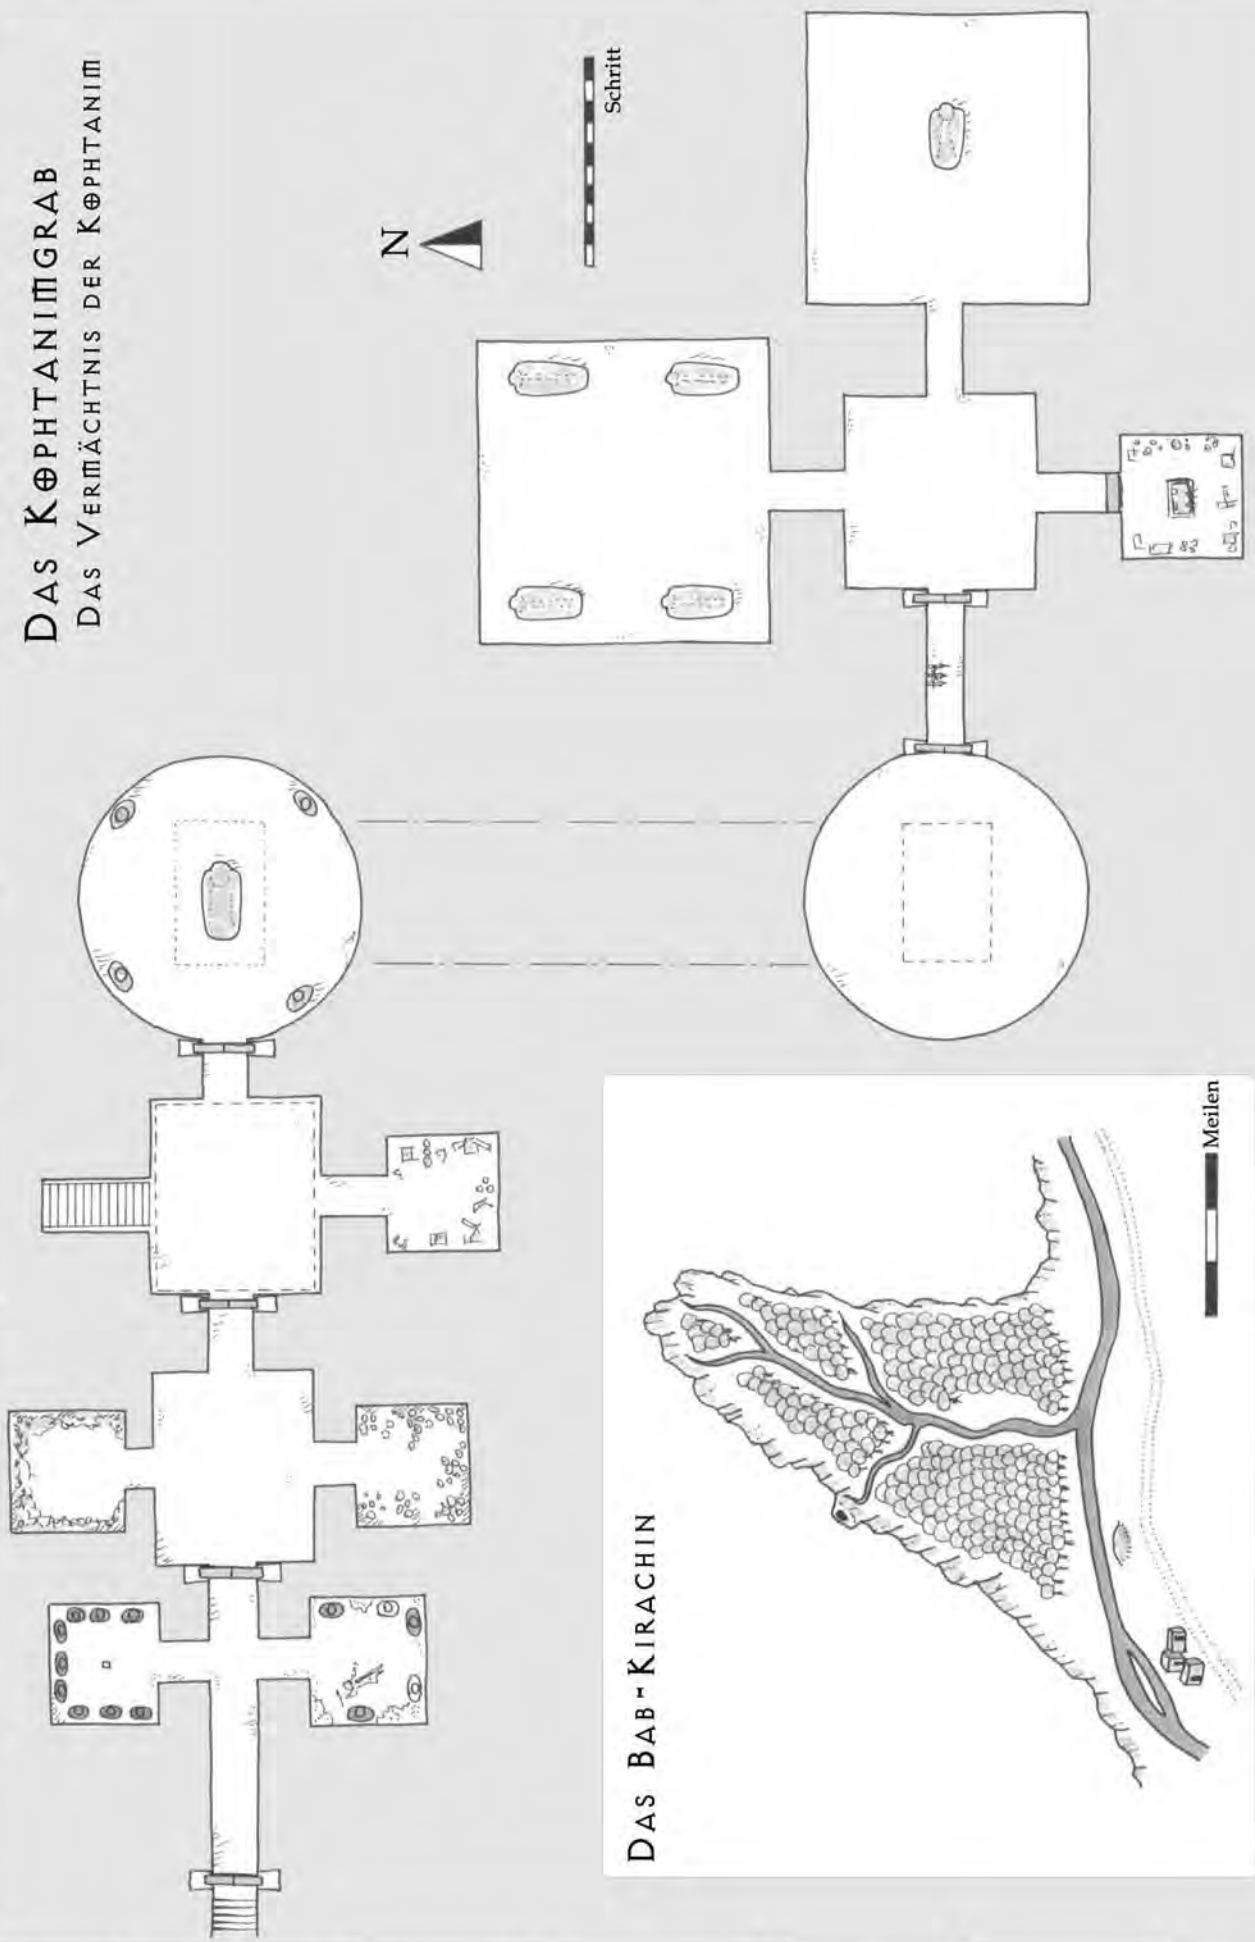 DAS KOPHTANIMGRAB
DAS VERMÄCHTNIS DER KOPHTANIM
N
Schritt
DAS BAB-KIRACHIN
Meilen